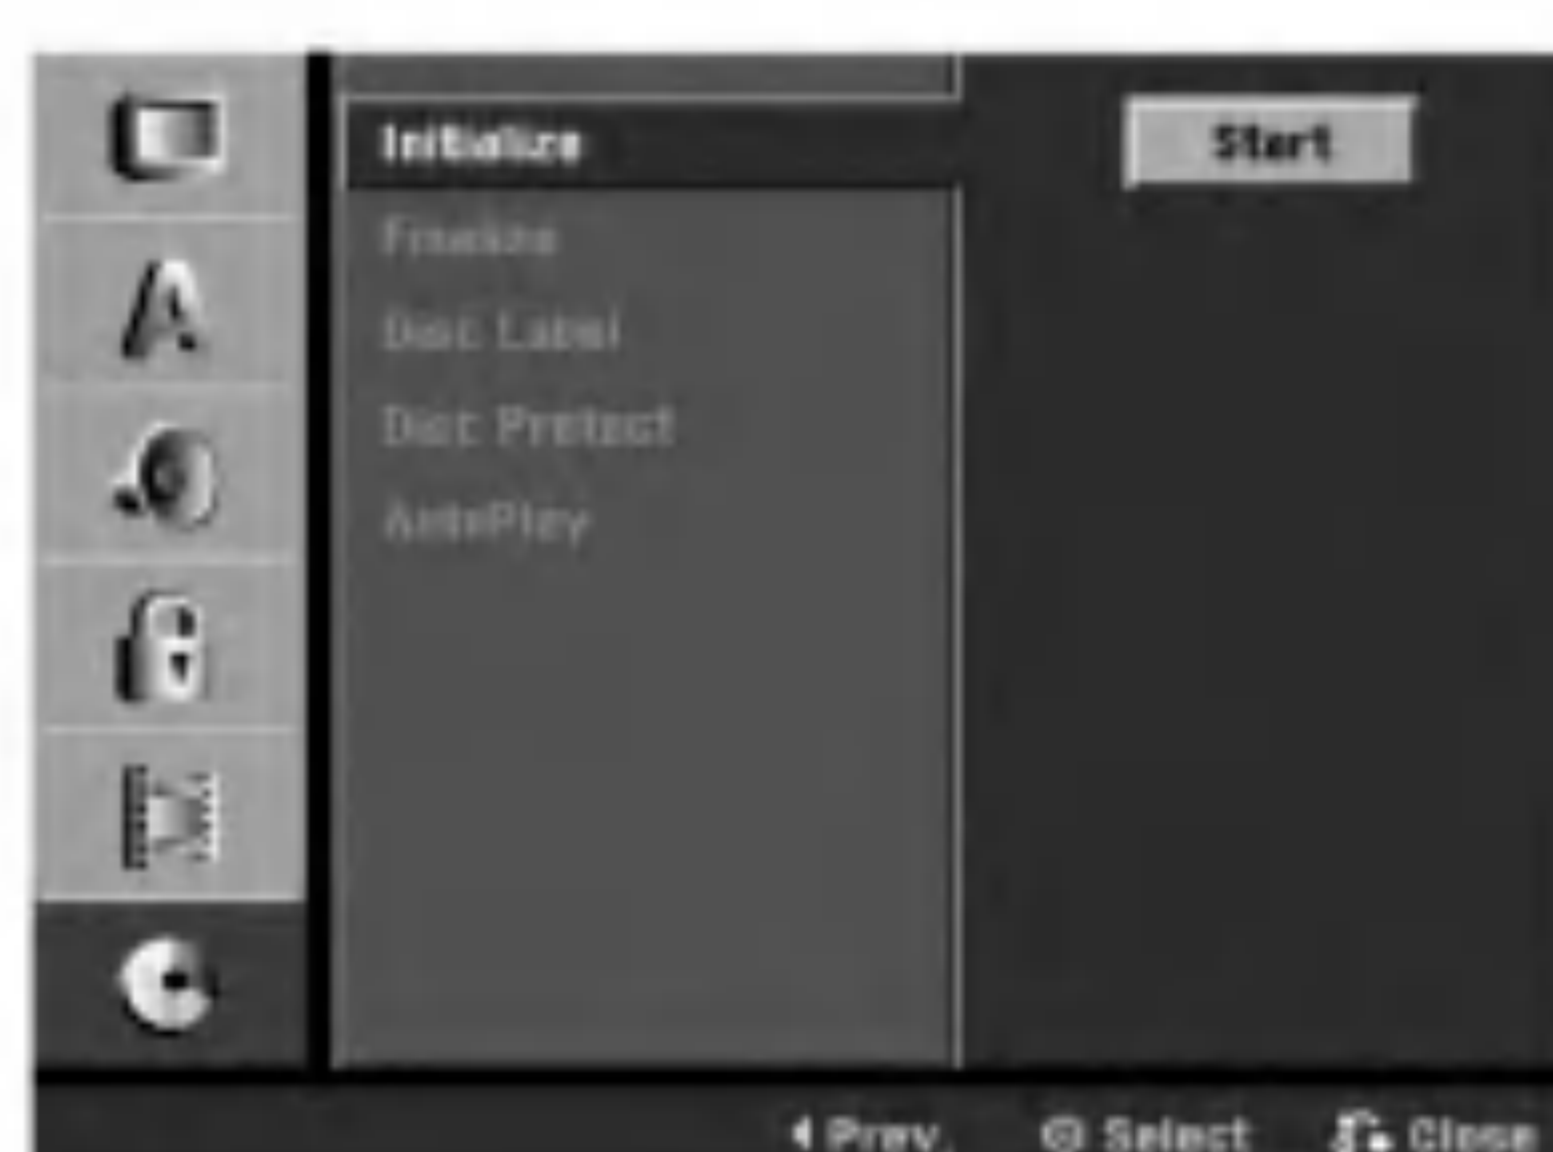 Initialize
Start
Finalize
Disc Label
Disc Protect
AutoPlay
Prev.
Select
Close